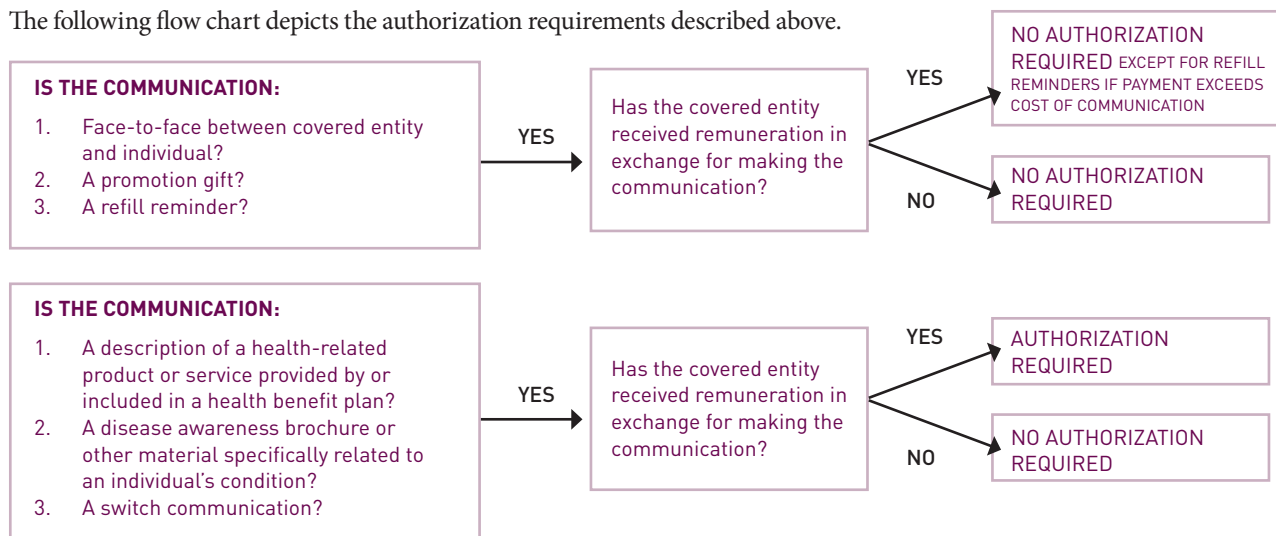 The following flow chart depicts the authorization requirements described above.
IS THE COMMUNICATION:
1. Face-to-face between covered entity
and individual?
2. A promotion gift?
3. A refill reminder?
YES
Has the covered entity
received remuneration in
exchange for making the
communication?
YES
NO AUTHORIZATION
REQUIRED EXCEPT FOR REFILL
REMINDERS IF PAYMENT EXCEEDS
COST OF COMMUNICATION
NO
NO AUTHORIZATION
REQUIRED
IS THE COMMUNICATION:
1. A description of a health-related
product or service provided by or
included in a health benefit plan?
2. A disease awareness brochure or
other material specifically related to
an individual's condition?
3. A switch communication?
YES
Has the covered entity
received remuneration in
exchange for making the
communication?
YES
AUTHORIZATION
REQUIRED
NO
NO AUTHORIZATION
REQUIRED